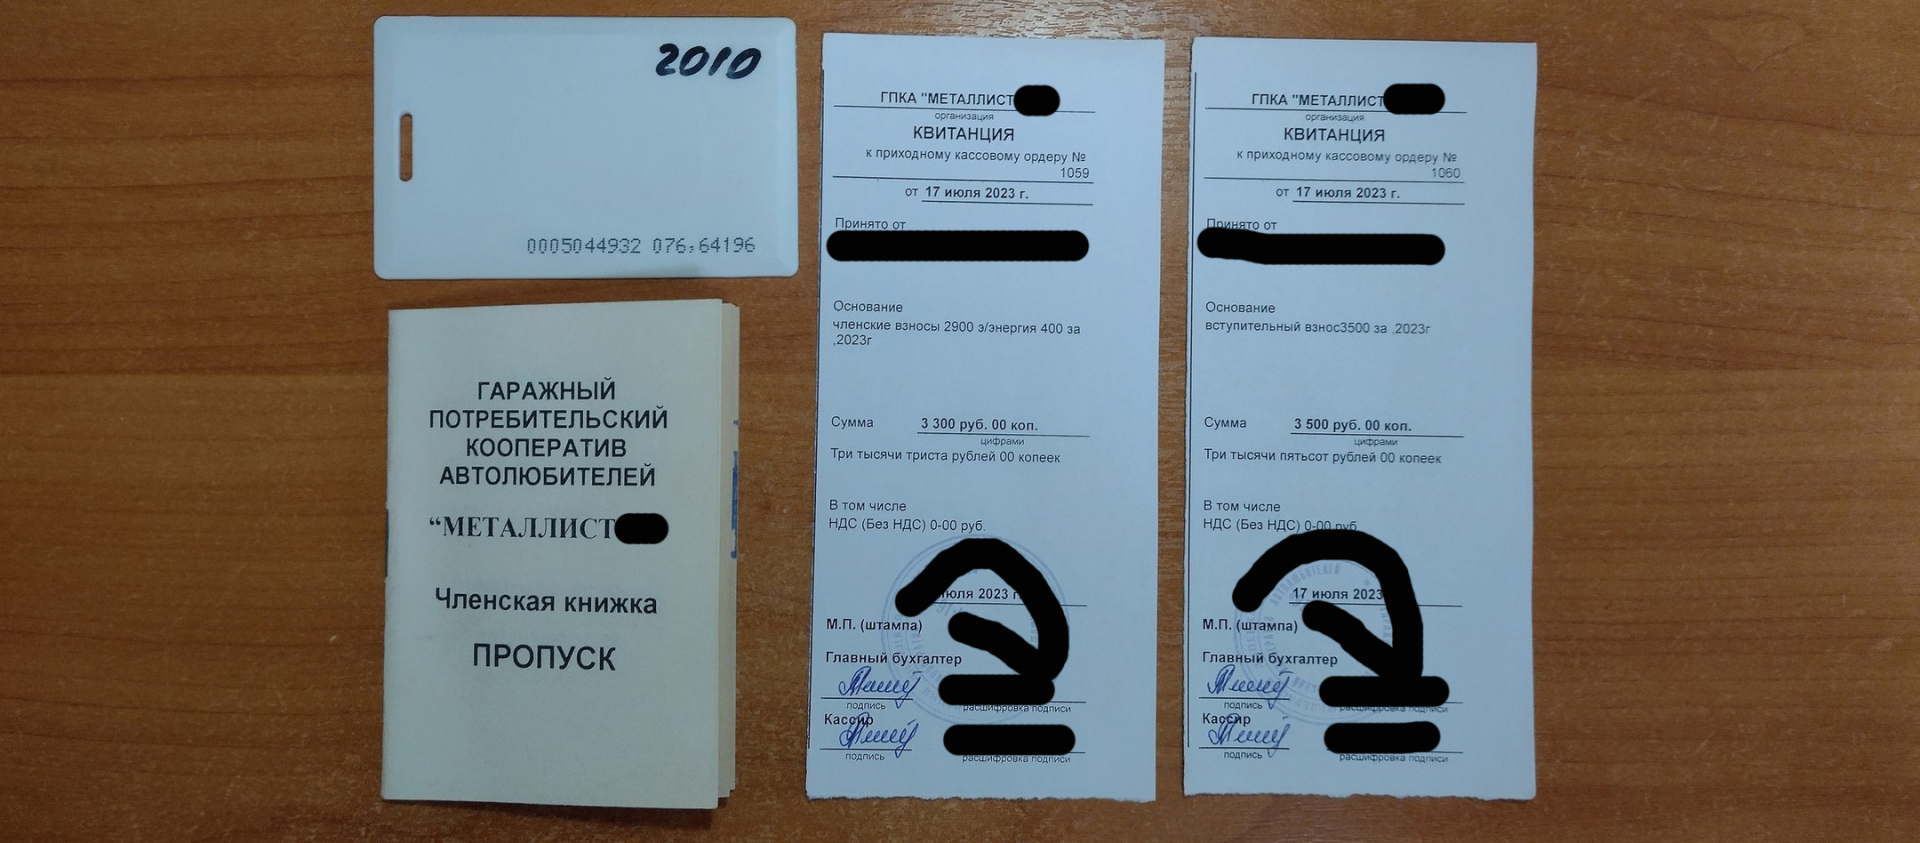 2010
0005044932 076,64196
ГАРАЖНЫЙ
ПОТРЕБИТЕЛЬСКИЙ
КООПЕРАТИВ
АВТОЛЮБИТЕЛЕЙ
“МЕТАЛЛИСТ
Членская книжка
ПРОПУСК
ГПКА "МЕТАЛЛИСТ
организация
КВИТАНЦИЯ
к приходному кассовому ордеру №
1059
от 17 июля 2023 г.
Принято от
Основание
членские взносы 2900 э/энергия 400 за
,2023г
Сумма 3 300 руб. 00 коп.
цифрами
Три тысячи триста рублей 00 копеек
В том числе
НДС (Без НДС) 0-00 руб.
июля 2023 г.
М.П. (штампа)
Главный бухгалтер
подпись расшифровка подписи
Кассир
подпись расшифровка подписи
ГПКА "МЕТАЛЛИСТ
организация
КВИТАНЦИЯ
к приходному кассовому ордеру №
1060
от 17 июля 2023 г.
Принято от
Основание
вступительный взнос3500 за ,2023г
Сумма 3 500 руб. 00 коп.
цифрами
Три тысячи пятьсот рублей 00 копеек
В том числе
НДС (Без НДС) 0-00 руб.
17 июля 2023
М.П. (штампа)
Главный бухгалтер
подпись расшифровка подписи
Кассир
подпись расшифровка подписи